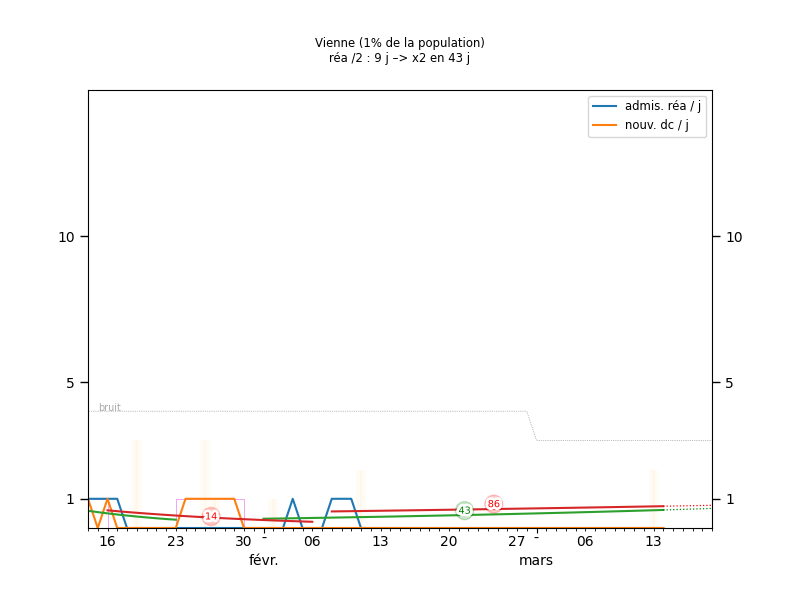 Vienne (1% de la population)
réa /2 : 9 j –> x2 en 43 j
admis. réa / j
nouv. dc / j
10
10
5
5
bruit
1
1
14
43
86
16
23
30
-
06
13
20
27
-
06
13
févr.
mars